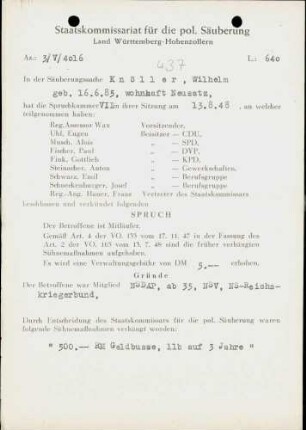 Staatskommissariat für die pol. Säuberung
Land Württemberg-Hohenzollern
Az.: 3/V/4016
L: 640
437
In der Säuberungssache Knöller, Wilhelm
geb. 16.6.85, wohnhaft Neusatz,
hat die Spruchkammer VII in ihrer Sitzung am 13.8.48, an welcher
teilgenommen haben:
Reg.Assessor Wax Vorsitzender,
Uhl, Eugen Beisitzer — CDU,
Munch, Alois „ — SPD,
Fischer, Paul „ — DVP,
Fink, Gottlieb „ — KPD,
Steinacher, Anton „ — Gewerkschaften,
Schwenz, Emil „ — Berufsgruppe
Schneckenburger, Josef „ — Berufsgruppe
Reg.-Ang. Hauer, Franz Vertreter des Staatskommissars
beschlossen und verkündet folgenden
SPRUCH
Der Betroffene ist Mitläufer.
Gemäß Art. 4 der VO. 133 vom 17. 11. 47 in der Fassung des
Art. 2 der VO. 165 vom 13. 7. 48 sind die früher verhängten
Sühnemaßnahmen aufgehoben.
Es wird eine Verwaltungsgebühr von DM 5.— erhoben.
Gründe
Der Betroffene war Mitglied NSDAP, ab 35, NSV, NS-Reichs-
kriegerbund,
Durch Entscheidung des Staatskommissars für die pol. Säuberung waren
folgende Sühnemaßnahmen verhängt worden:
" 500.— RM Geldbusse, 11b auf 3 Jahre "